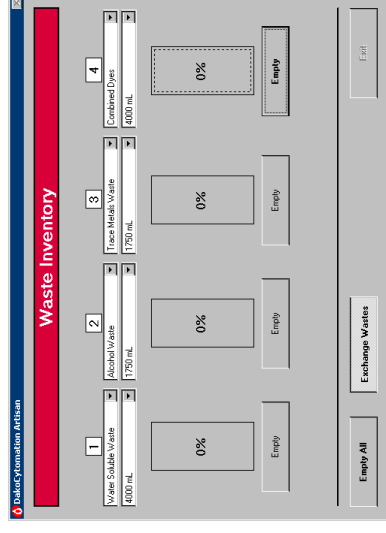 DakoCytomation Artisan
Waste Inventory
1 2 3 4
Water Soluble Waste Alcohol Waste Trace Metals Waste Combined Dyes
4000 mL 1750 mL 1750 mL 4000 mL
0% 0% 0% 0%
Empty Empty Empty Empty
Empty All Exchange Wastes Exit